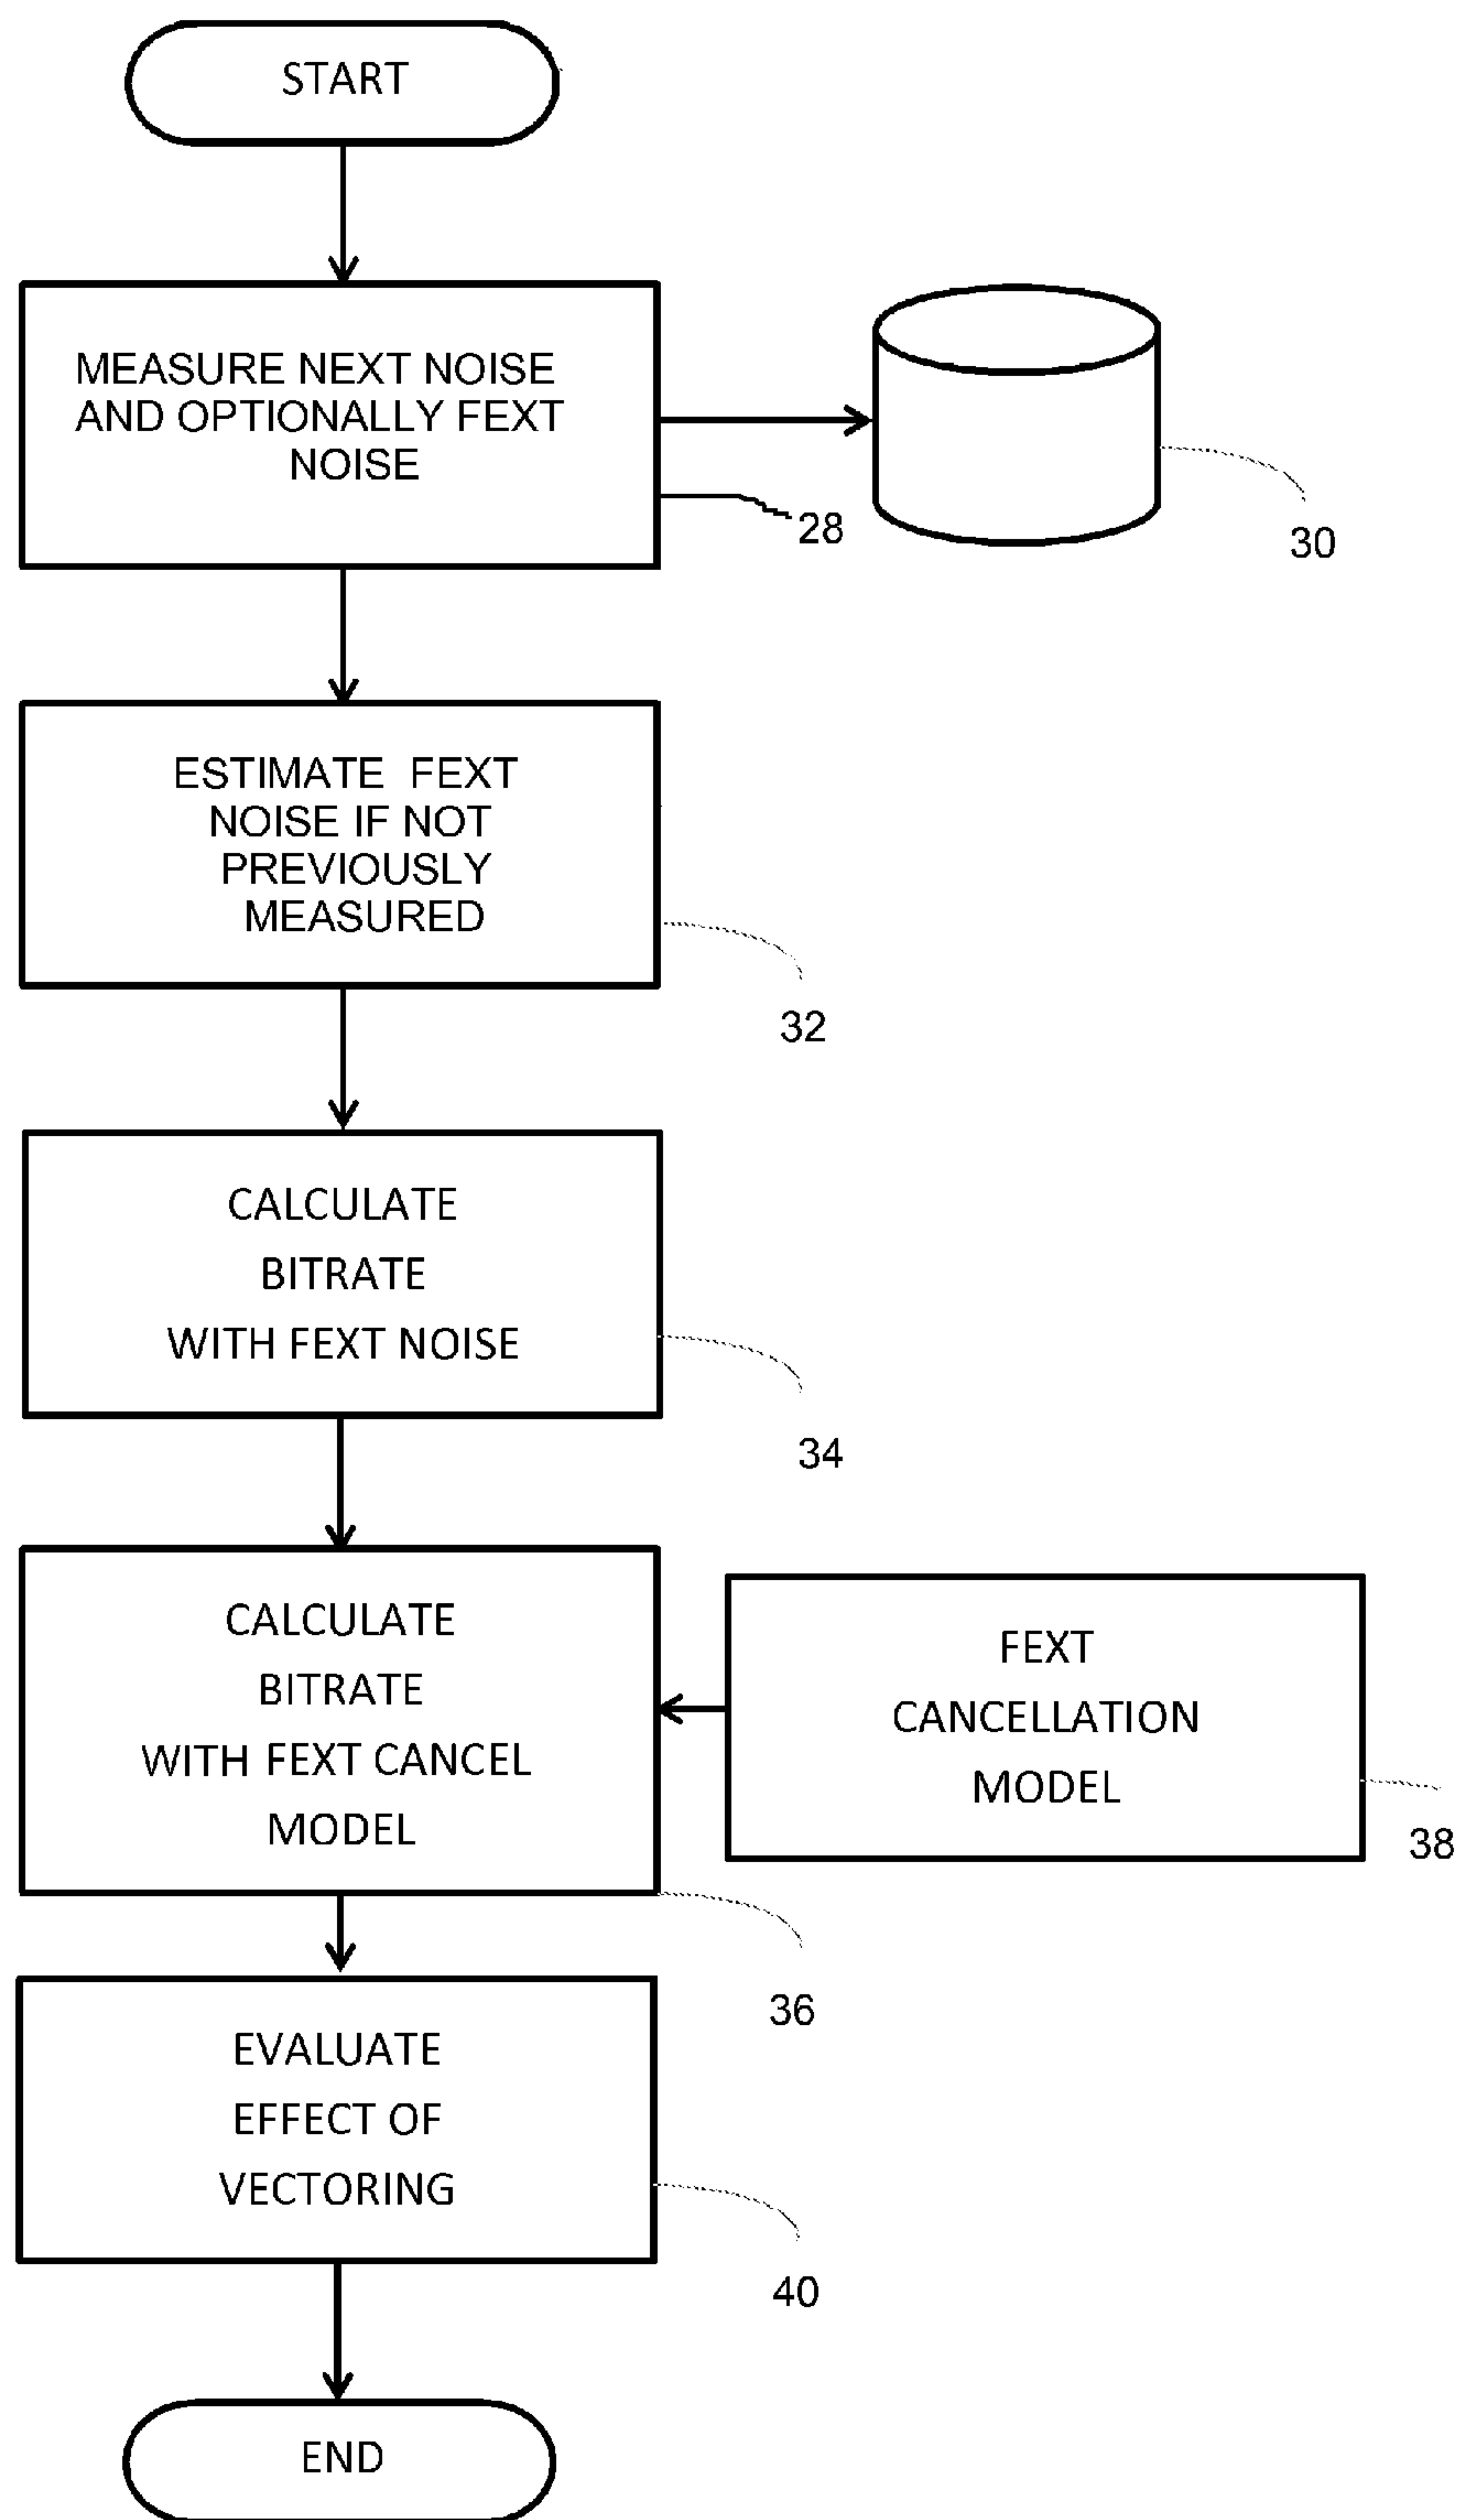 START
MEASURE NEXT NOISE
AND OPTIONALLY FEXT
NOISE
28
30
ESTIMATE FEXT
NOISE IF NOT
PREVIOUSLY
MEASURED
32
CALCULATE
BITRATE
WITH FEXT NOISE
34
CALCULATE
BITRATE
WITH FEXT CANCEL
MODEL
FEXT
CANCELLATION
MODEL
38
36
EVALUATE
EFFECT OF
VECTORING
40
END